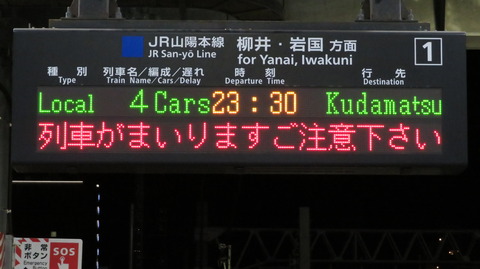 JR山陽本線 柳井・岩国 方面 1
JR San-yō Line for Yanai, Iwakuni
種別 列車名/編成/遅れ 時刻 行先
Type Train Name/Cars/Delay Departure Time Destination
Local 4Cars 23:30 Kudamatsu
列車がまいりますご注意下さい
非常 SOS
ボタン
Emergency